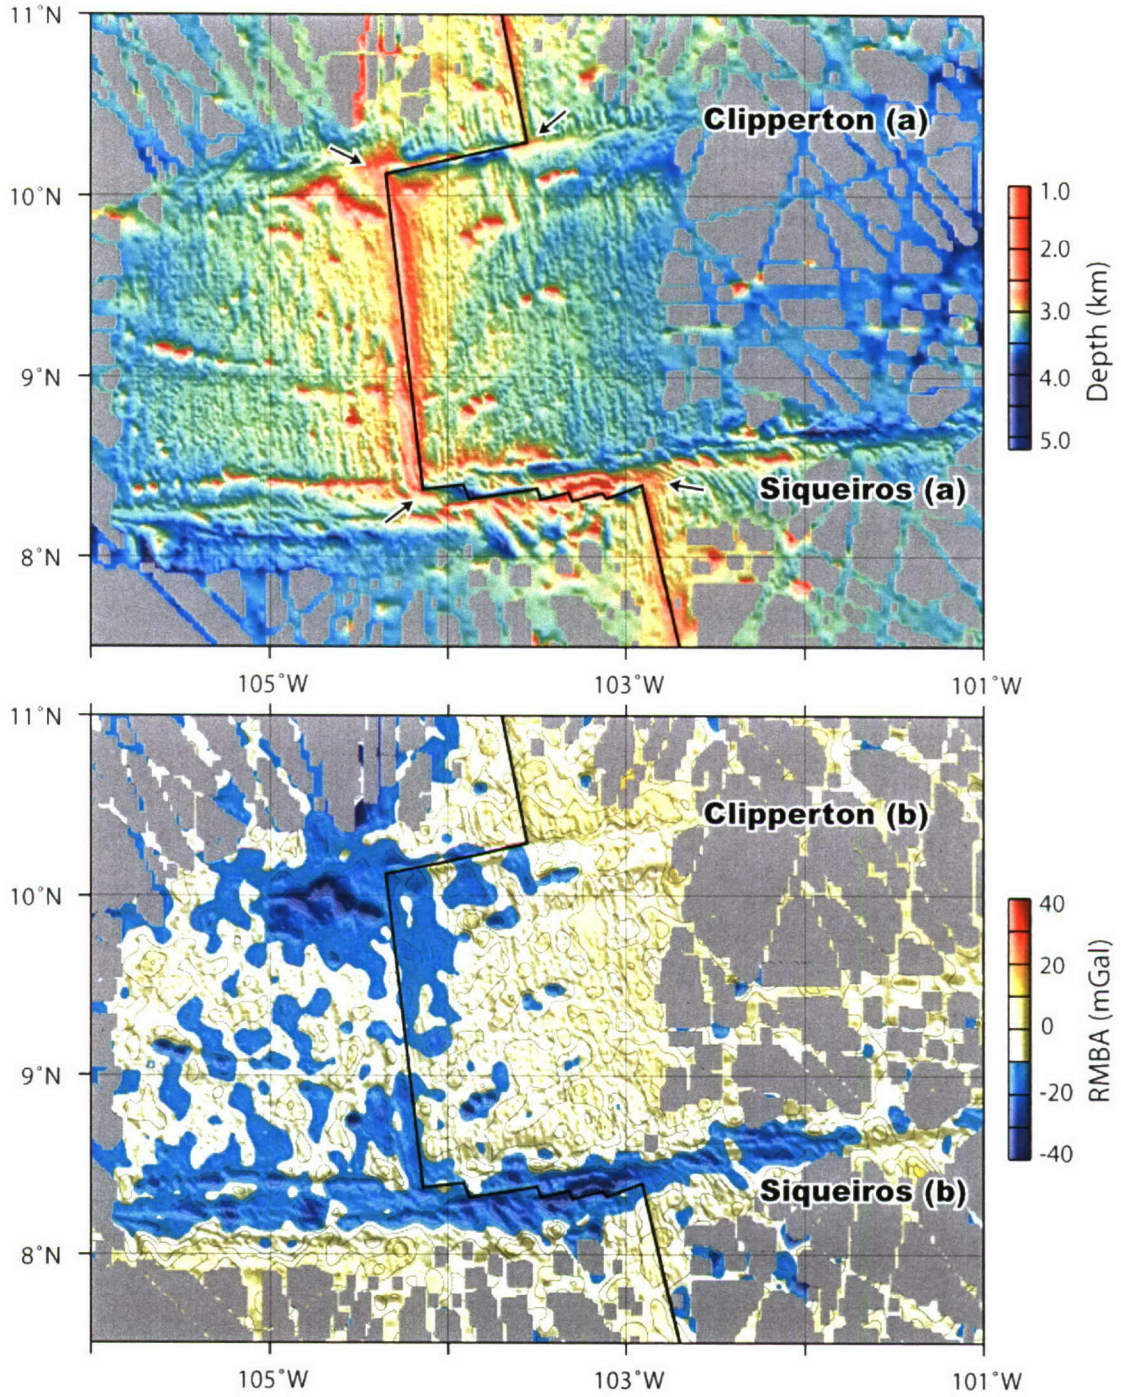 11°N
Clipperton (a)
10°N
1.0
2.0
3.0
4.0
5.0
Depth (km)
9°N
Siqueiros (a)
8°N
105°W
103°W
101°W
11°N
Clipperton (b)
10°N
40
20
0
-20
-40
RMBA (mGal)
9°N
Siqueiros (b)
8°N
105°W
103°W
101°W